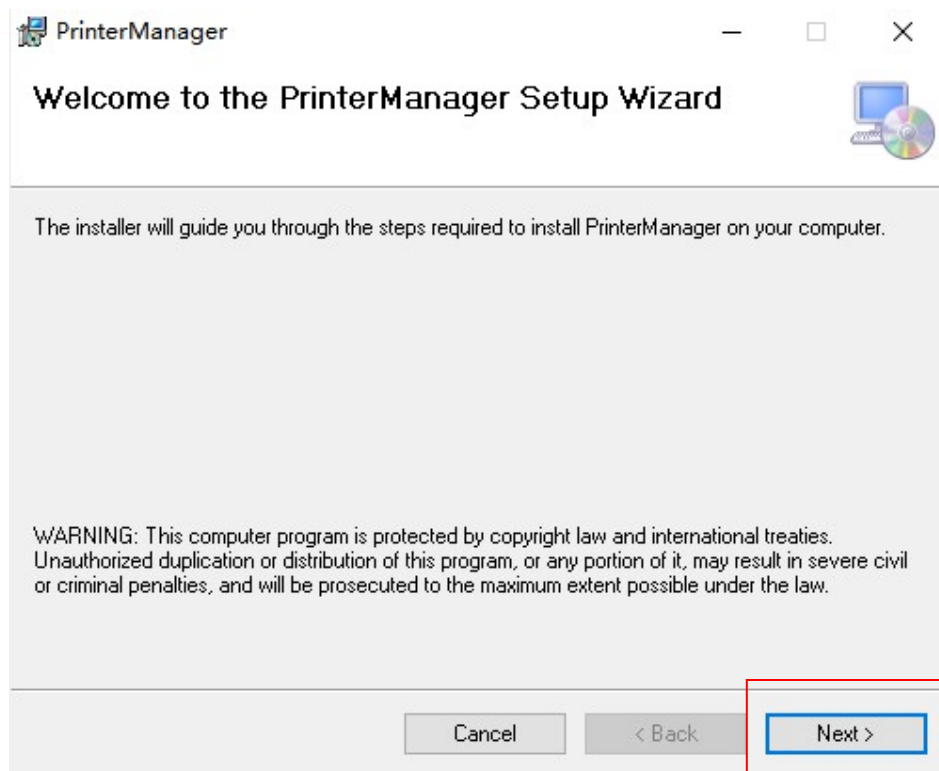 PrinterManager
Welcome to the PrinterManager Setup Wizard
The installer will guide you through the steps required to install PrinterManager on your computer.
WARNING: This computer program is protected by copyright law and international treaties.
Unauthorized duplication or distribution of this program, or any portion of it, may result in severe civil
or criminal penalties, and will be prosecuted to the maximum extent possible under the law.
Cancel < Back Next >